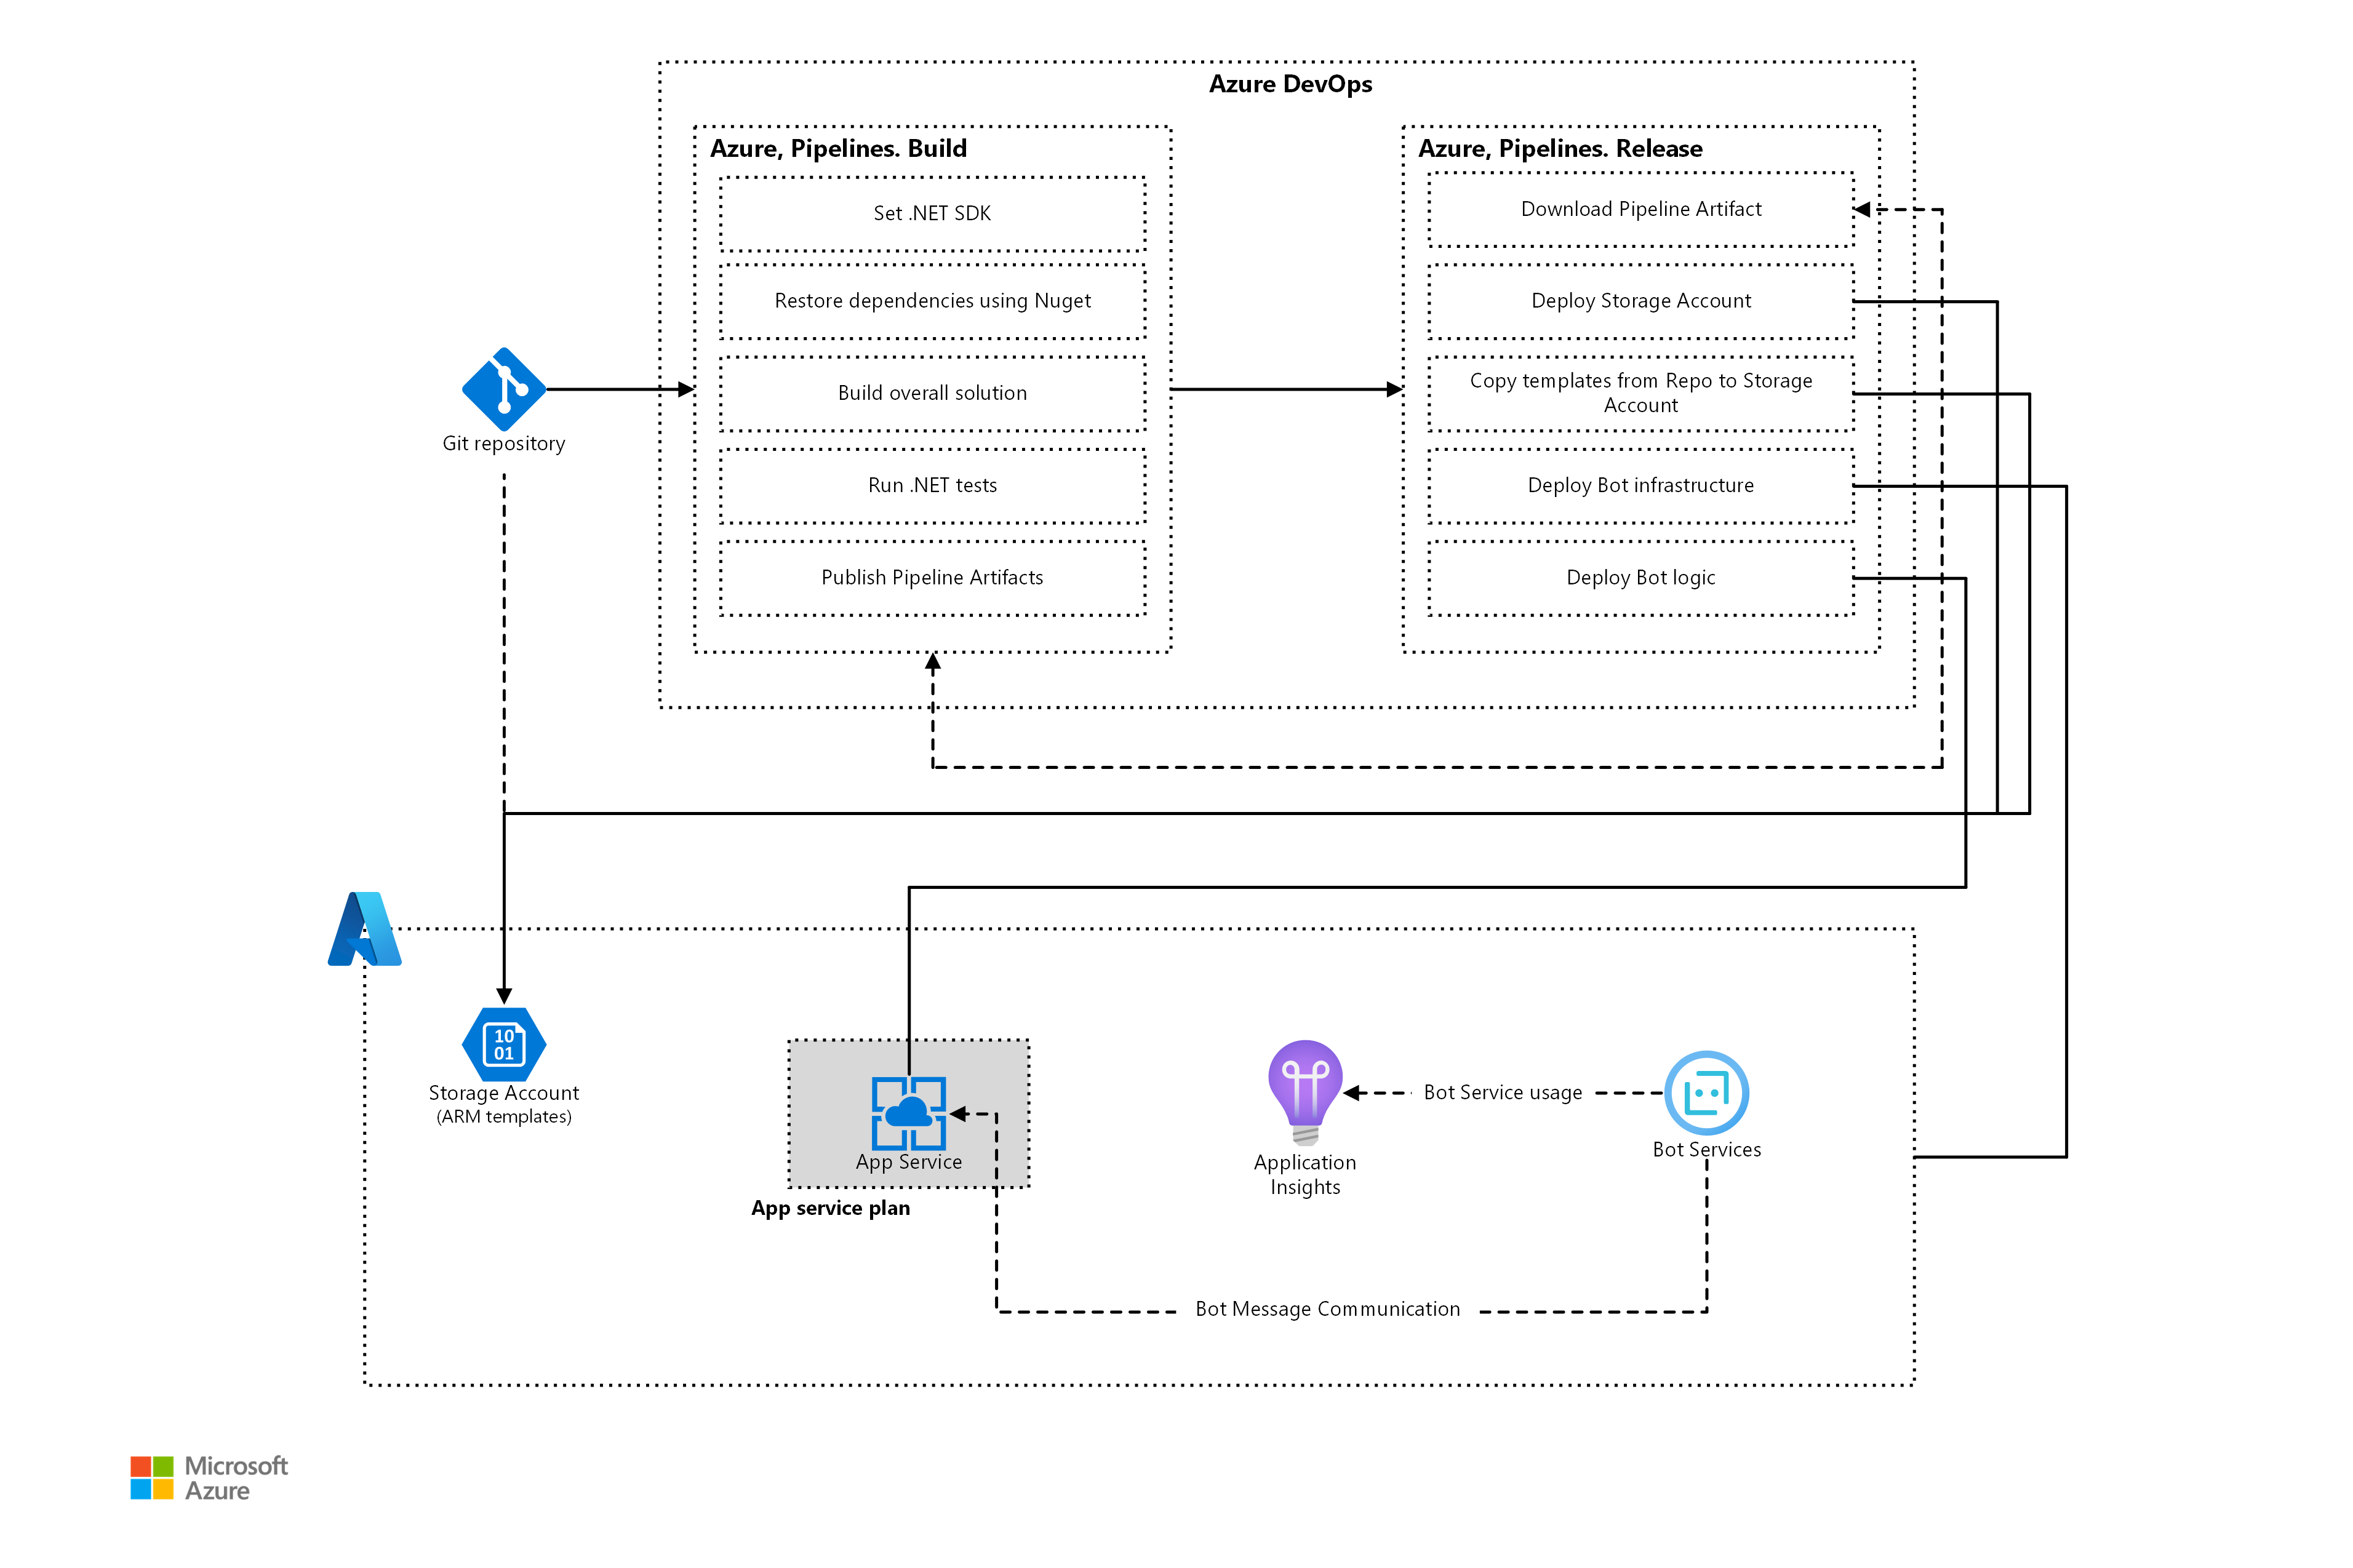 Azure DevOps
Azure, Pipelines. Build
Set .NET SDK
Restore dependencies using Nuget
Build overall solution
Run .NET tests
Publish Pipeline Artifacts
Azure, Pipelines. Release
Download Pipeline Artifact
Deploy Storage Account
Copy templates from Repo to Storage
Account
Deploy Bot infrastructure
Deploy Bot logic
Git repository
10
01
Storage Account
(ARM templates)
App Service
App service plan
Application
Insights
Bot Service usage
Bot Services
Bot Message Communication
Microsoft
Azure